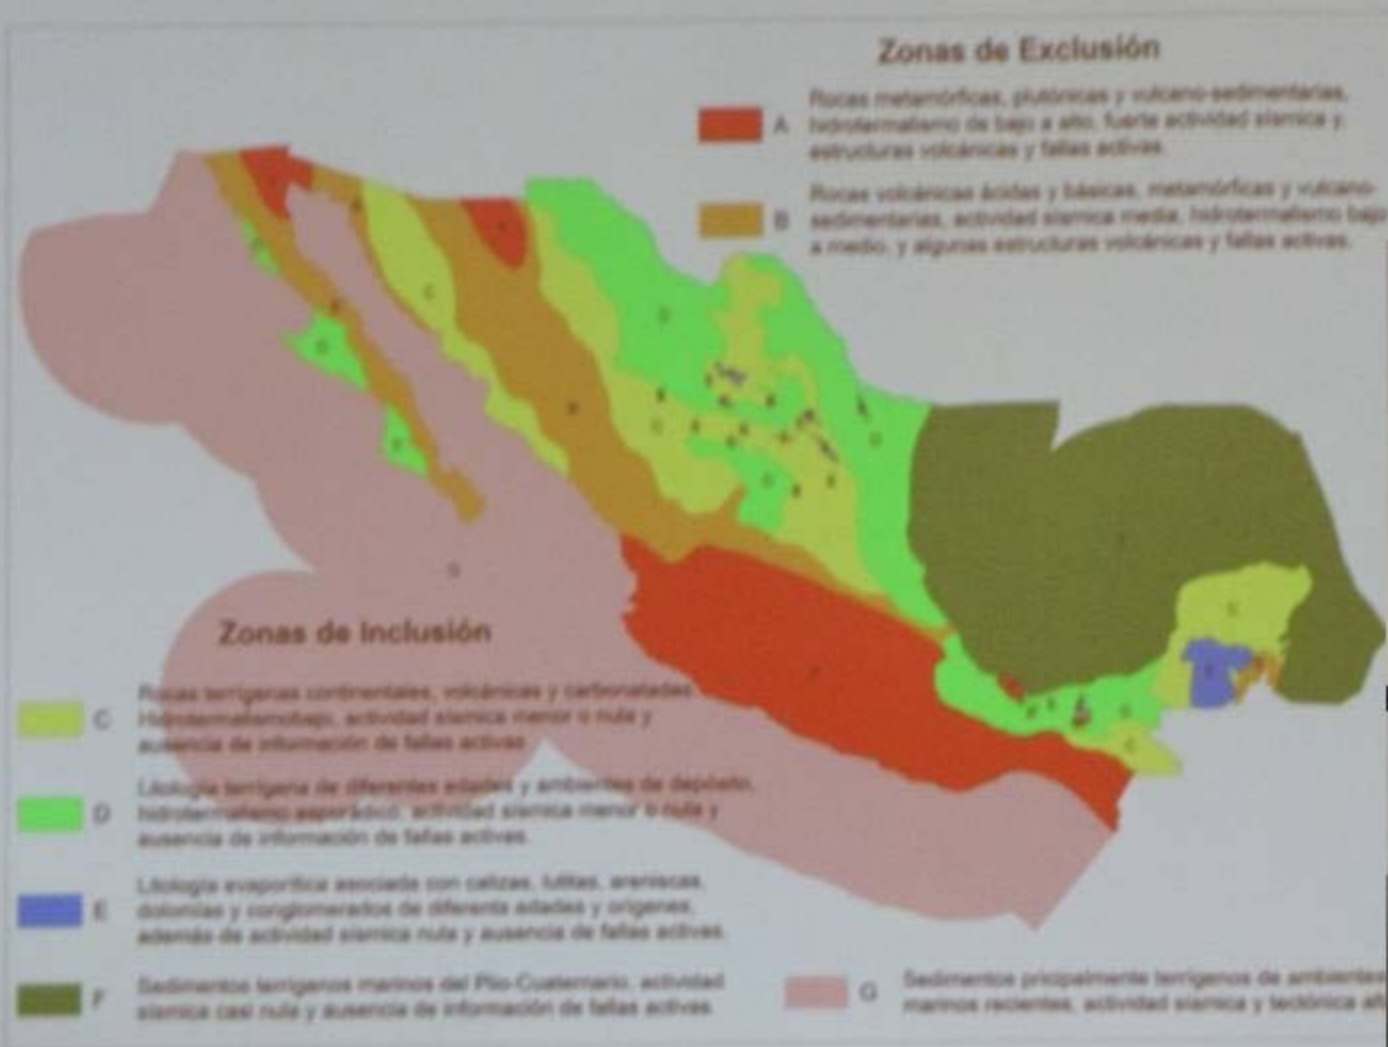 Zonas de Exclusión
A
Rocas metamórficas, plutónicas y vulcano-sedimentarias,
hidrotermalismo de bajo a alto, fuerte actividad sísmica y,
estructuras volcánicas y fallas activas.
B
Rocas volcánicas ácidas y básicas, metamórficas y vulcano-
sedimentarias, actividad sísmica media, hidrotermalismo bajo
a medio, y algunas estructuras volcánicas y fallas activas.
Zonas de Inclusión
C
Rocas terrígenas continentales, volcánicas y carbonatadas
Hidrotermalismobajo, actividad sísmica menor o nula y
ausencia de información de fallas activas
D
Litología terrígena de diferentes edades y ambientes de depósito,
hidrotermalismo esporádico, actividad sísmica menor o nula y
ausencia de información de fallas activas.
E
Litología evaporítica asociada con calizas, lutitas, areniscas,
dolomías y conglomerados de diferenta edades y orígenes,
además de actividad sísmica nula y ausencia de fallas activas.
F
Sedimentos terrígenos marinos del Plio-Cuaternario, actividad
sísmica casi nula y ausencia de información de fallas activas.
G
Sedimentos pricipalmente terrígenos de ambientes
marinos recientes, actividad sísmica y tectónica